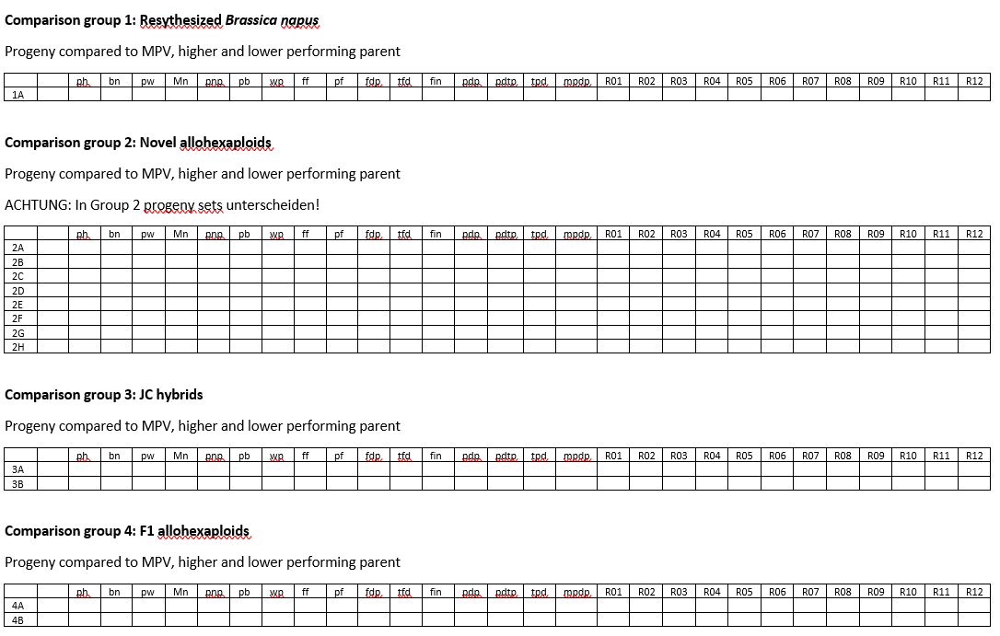 Comparison group 1: Resythesized Brassica napus
Progeny compared to MPV, higher and lower performing parent
ph bn pw Mn pnp pb wp ff pf fdp tfd fin pdp pdtp tpd mpdp R01 R02 R03 R04 R05 R06 R07 R08 R09 R10 R11 R12
1A
Comparison group 2: Novel allohexaploids
Progeny compared to MPV, higher and lower performing parent
ACHTUNG: In Group 2 progeny sets unterscheiden!
ph bn pw Mn pnp pb wp ff pf fdp tfd fin pdp pdtp tpd mpdp R01 R02 R03 R04 R05 R06 R07 R08 R09 R10 R11 R12
2A
2B
2C
2D
2E
2F
2G
2H
Comparison group 3: JC hybrids
Progeny compared to MPV, higher and lower performing parent
ph bn pw Mn pnp pb wp ff pf fdp tfd fin pdp pdtp tpd mpdp R01 R02 R03 R04 R05 R06 R07 R08 R09 R10 R11 R12
3A
3B
Comparison group 4: F1 allohexaploids
Progeny compared to MPV, higher and lower performing parent
ph bn pw Mn pnp pb wp ff pf fdp tfd fin pdp pdtp tpd mpdp R01 R02 R03 R04 R05 R06 R07 R08 R09 R10 R11 R12
4A
4B